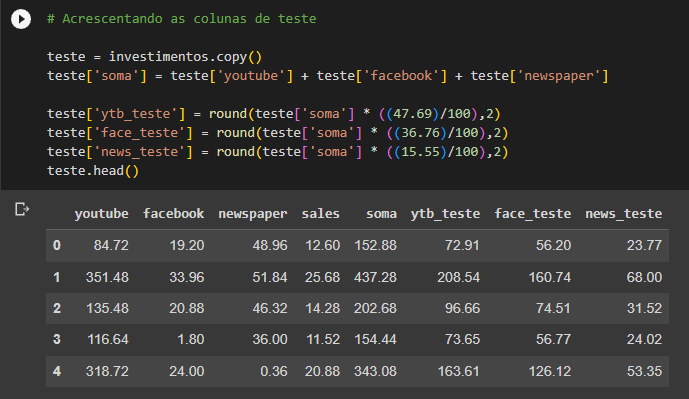 # Acrescentando as colunas de teste
teste = investimentos.copy()
teste['soma'] = teste['youtube'] + teste['facebook'] + teste['newspaper']
teste['ytb_teste'] = round(teste['soma'] * ((47.69)/100),2)
teste['face_teste'] = round(teste['soma'] * ((36.76)/100),2)
teste['news_teste'] = round(teste['soma'] * ((15.55)/100),2)
teste.head()
youtube facebook newspaper sales soma ytb_teste face_teste news_teste
0 84.72 19.20 48.96 12.60 152.88 72.91 56.20 23.77
1 351.48 33.96 51.84 25.68 437.28 208.54 160.74 68.00
2 135.48 20.88 46.32 14.28 202.68 96.66 74.51 31.52
3 116.64 1.80 36.00 11.52 154.44 73.65 56.77 24.02
4 318.72 24.00 0.36 20.88 343.08 163.61 126.12 53.35